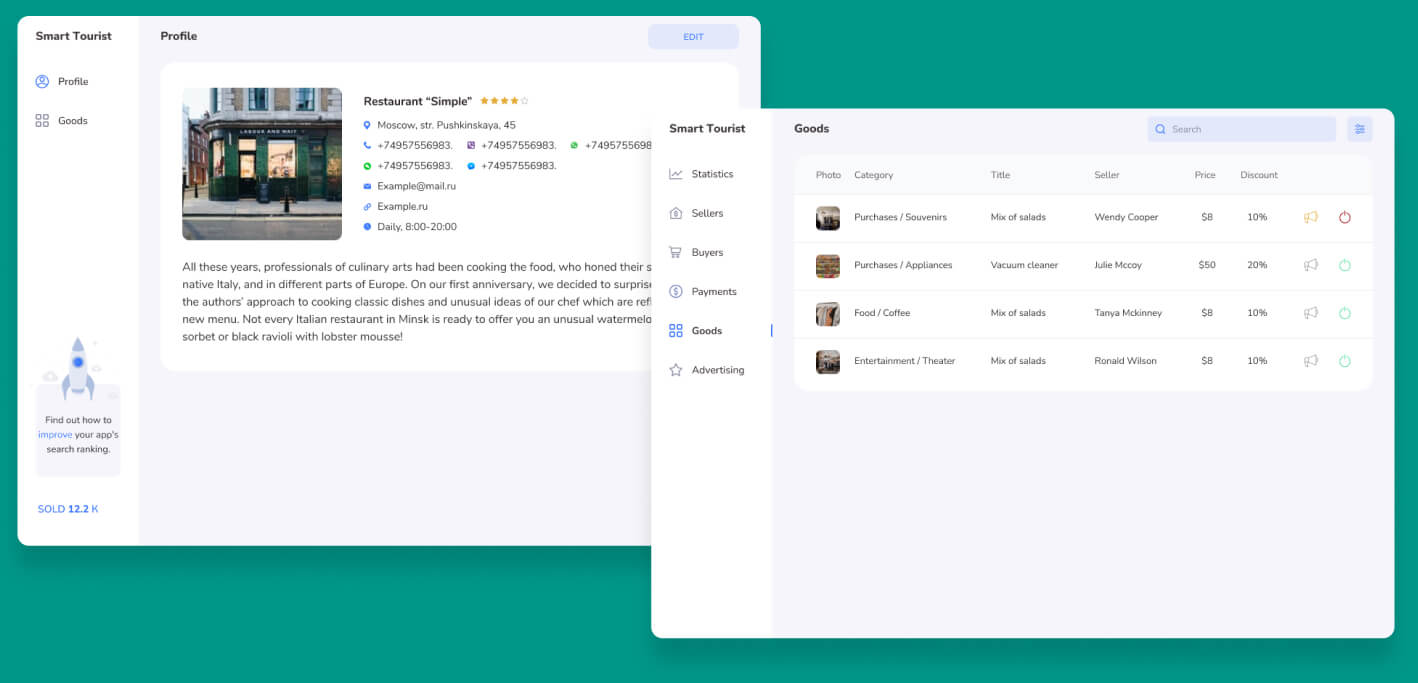 Smart Tourist
Profile
Goods
Find out how to
improve your app's
search ranking.
SOLD 12.2 K
Profile
EDIT
LABOUR AND WAIT
Restaurant “Simple”
Moscow, str. Pushkinskaya, 45
+74957556983. +74957556983. +7495755698
+74957556983. +74957556983.
Example@mail.ru
Example.ru
Daily, 8:00-20:00
All these years, professionals of culinary arts had been cooking the food, who honed their s
native Italy, and in different parts of Europe. On our first anniversary, we decided to surprise
the authors’ approach to cooking classic dishes and unusual ideas of our chef which are refl
new menu. Not every Italian restaurant in Minsk is ready to offer you an unusual watermelo
sorbet or black ravioli with lobster mousse!
Smart Tourist
Statistics
Sellers
Buyers
Payments
Goods
Advertising
Goods
Search
Photo Category Title Seller Price Discount
Purchases / Souvenirs Mix of salads Wendy Cooper $8 10%
Purchases / Appliances Vacuum cleaner Julie Mccoy $50 20%
Food / Coffee Mix of salads Tanya Mckinney $8 10%
Entertainment / Theater Mix of salads Ronald Wilson $8 10%